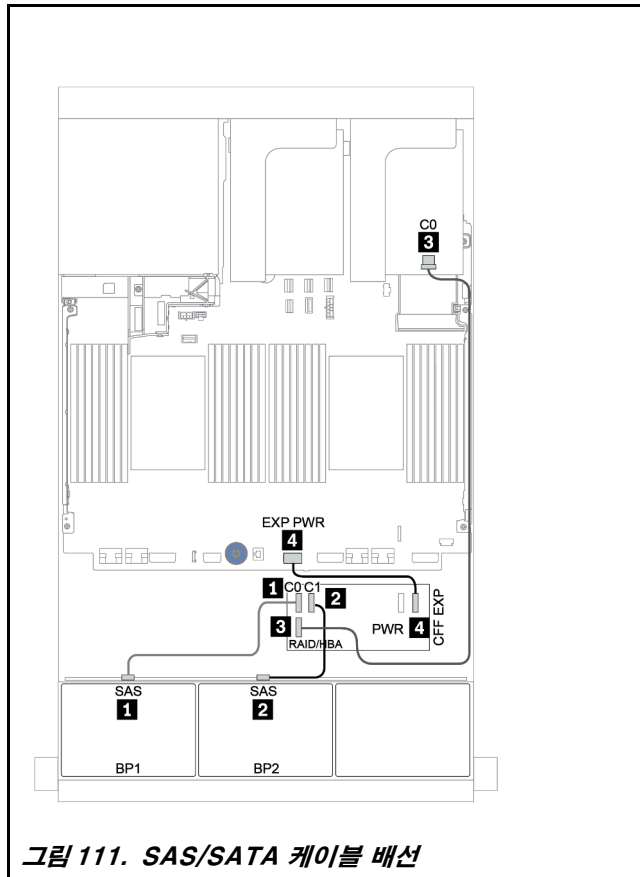 C0
3
EXP PWR
4
1 C0 C1 2
3
RAID/HBA
PWR 4
CFF EXP
SAS SAS
1 2
BP1 BP2
그림 111. SAS/SATA 케이블 배선